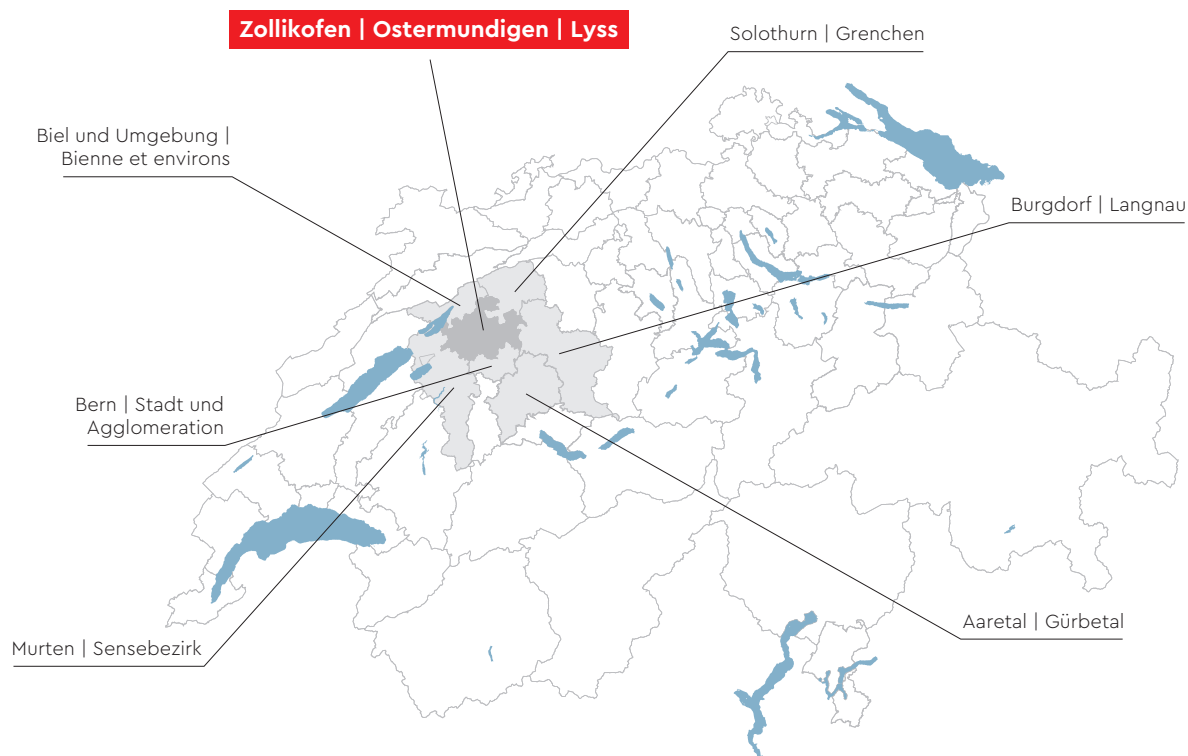 Zollikofen | Ostermundigen | Lyss
Solothurn | Grenchen
Biel und Umgebung |
Bienne et environs
Burgdorf | Langnau
Bern | Stadt und
Agglomeration
Aaretal | Gürbetal
Murten | Sensebezirk